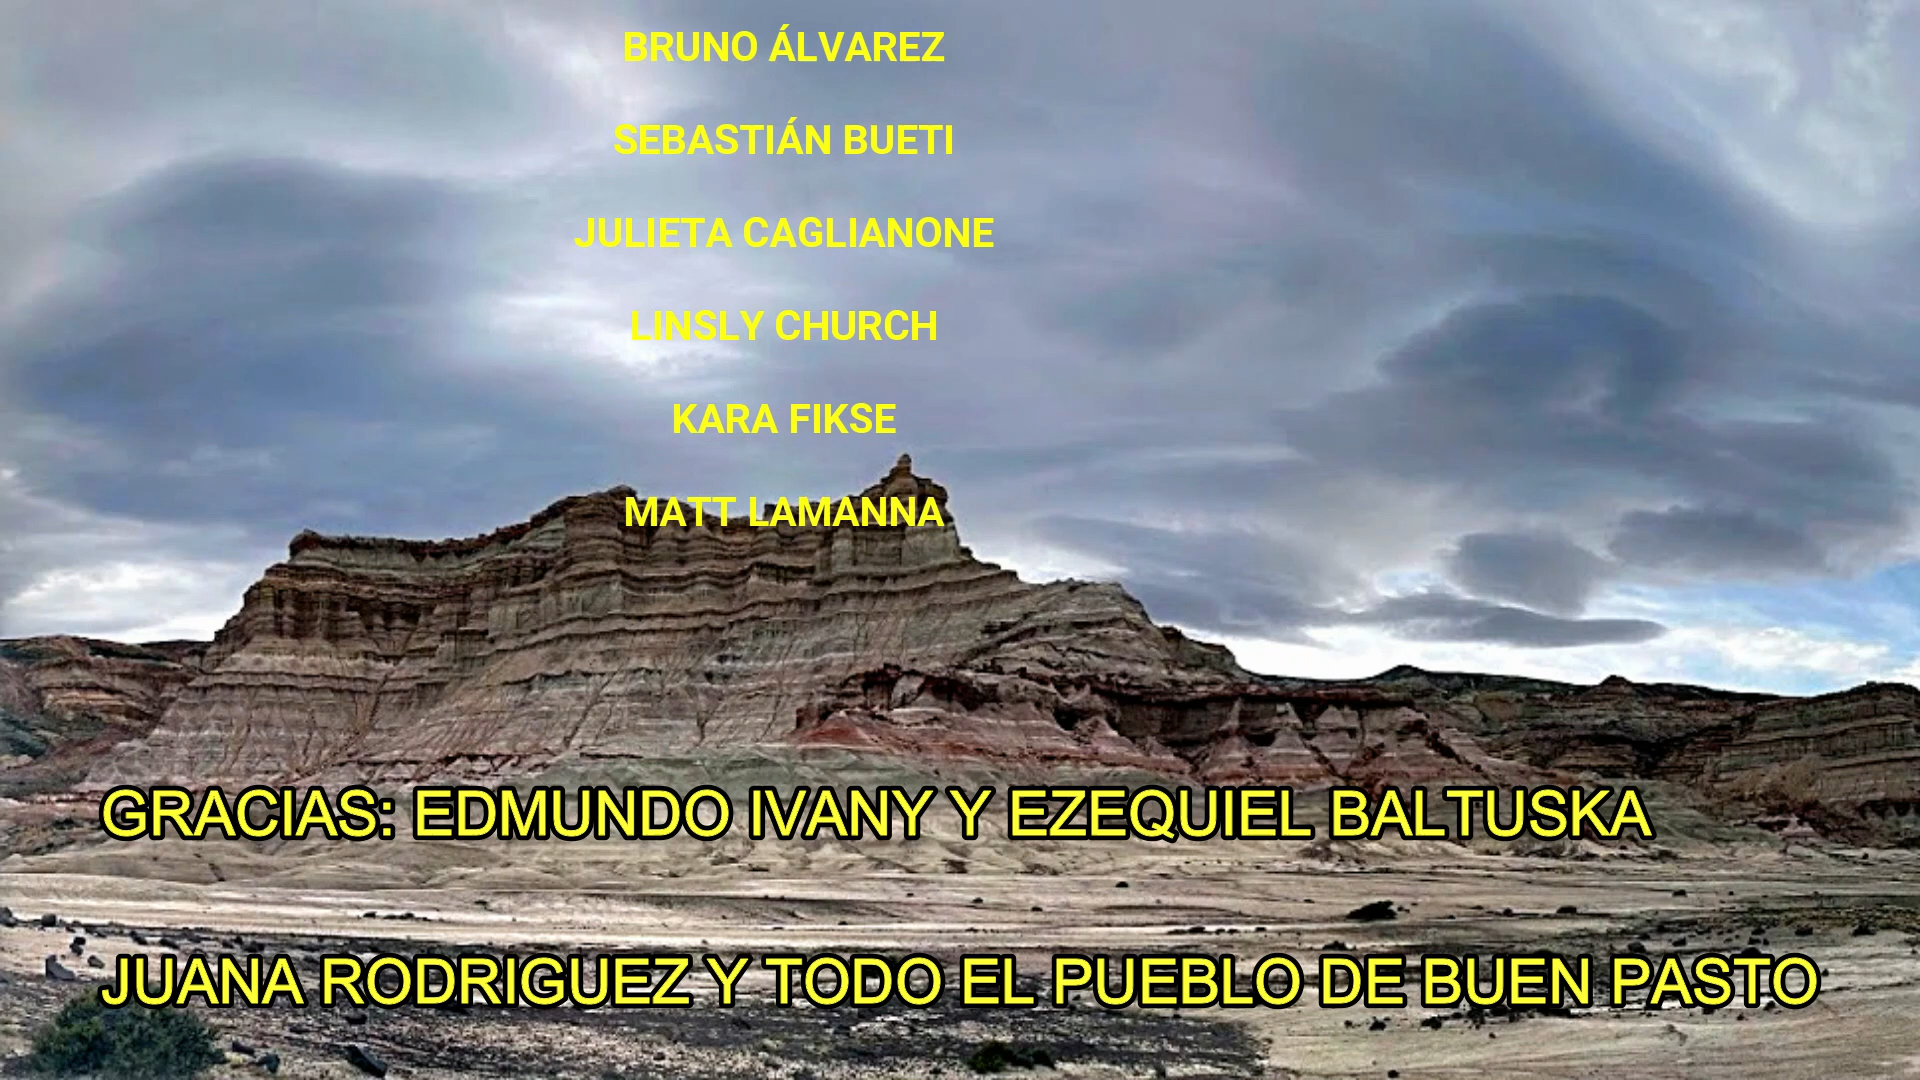 BRUNO ÁLVAREZ
SEBASTIÁN BUETI
JULIETA CAGLIANONE
LINSLY CHURCH
KARA FIKSE
MATT LAMANNA
GRACIAS: EDMUNDO IVANY Y EZEQUIEL BALTUSKA
JUANA RODRIGUEZ Y TODO EL PUEBLO DE BUEN PASTO